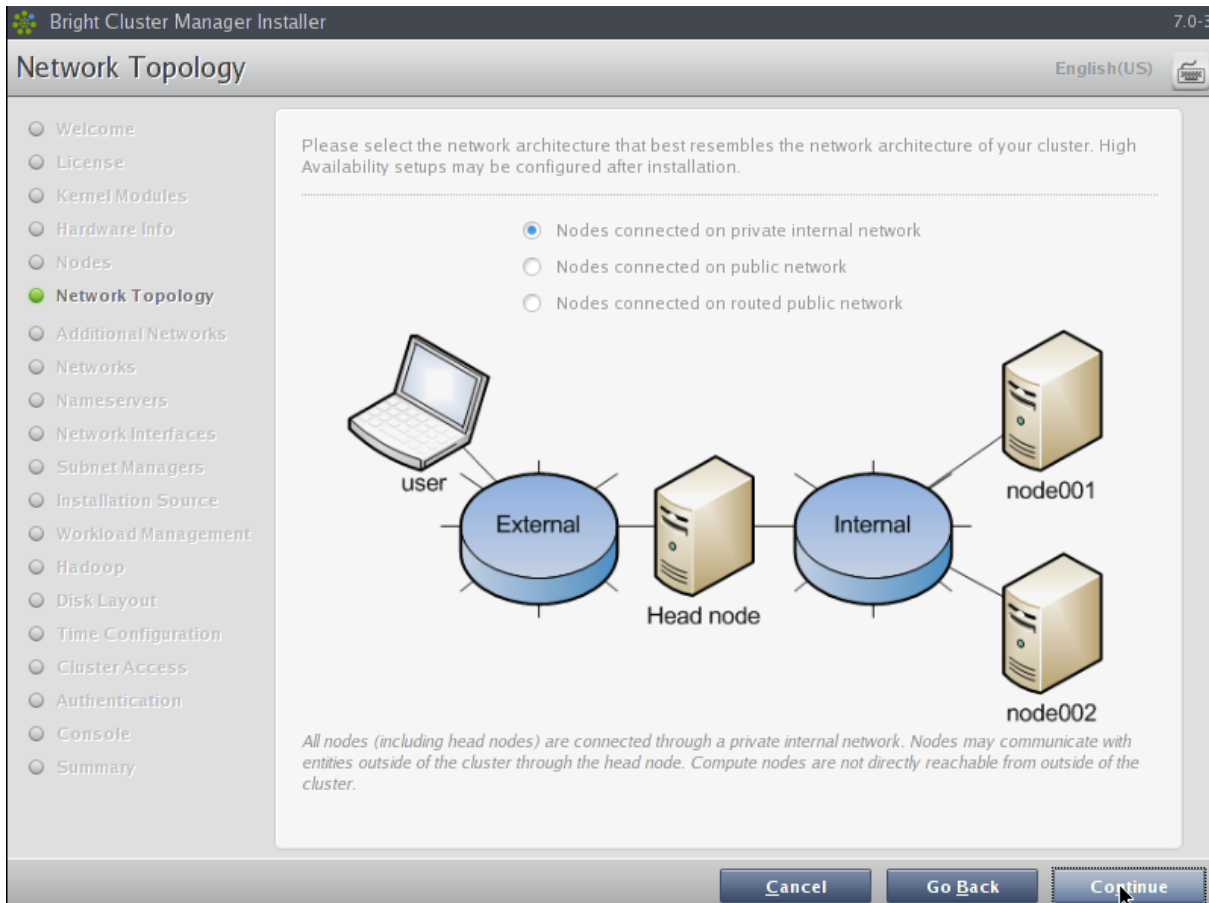 Bright Cluster Manager Installer
7.0-3
Network Topology
English(US)
Welcome
License
Kernel Modules
Hardware Info
Nodes
Network Topology
Additional Networks
Networks
Nameservers
Network Interfaces
Subnet Managers
Installation Source
Workload Management
Hadoop
Disk Layout
Time Configuration
Cluster Access
Authentication
Console
Summary
Please select the network architecture that best resembles the network architecture of your cluster. High
Availability setups may be configured after installation.
Nodes connected on private internal network
Nodes connected on public network
Nodes connected on routed public network
user
External
Head node
Internal
node001
node002
All nodes (including head nodes) are connected through a private internal network. Nodes may communicate with
entities outside of the cluster through the head node. Compute nodes are not directly reachable from outside of the
cluster.
Cancel
Go Back
Continue